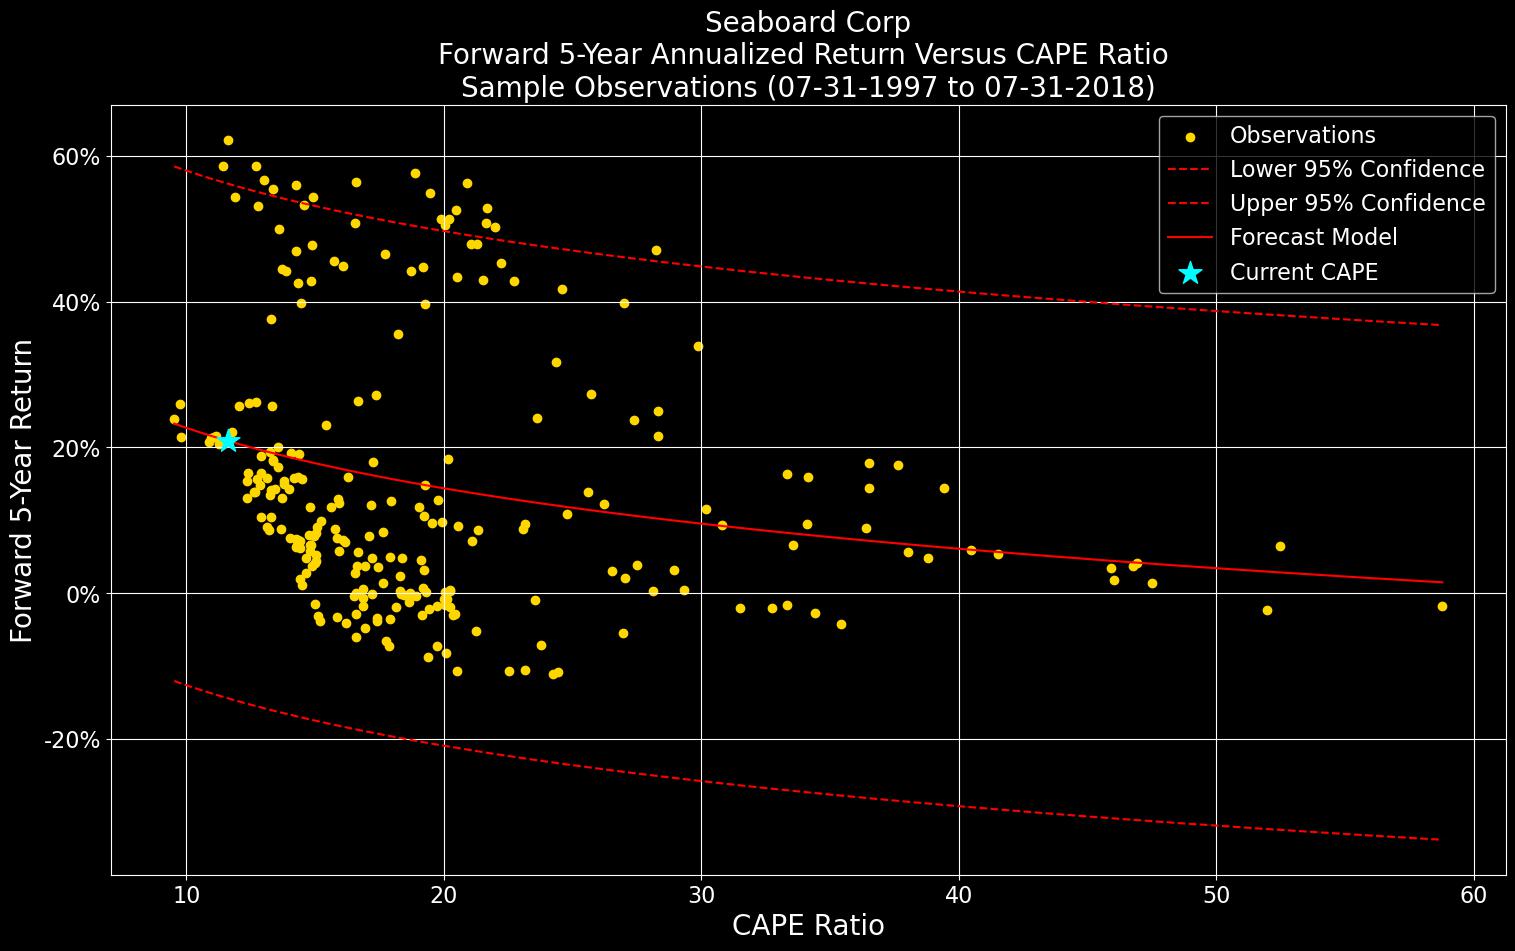 Seaboard Corp
Forward 5-Year Annualized Return Versus CAPE Ratio
Sample Observations (07-31-1997 to 07-31-2018)
Observations
Lower 95% Confidence
Upper 95% Confidence
Forecast Model
Current CAPE
Forward 5-Year Return
60%
40%
20%
0%
-20%
10 20 30 40 50 60
CAPE Ratio